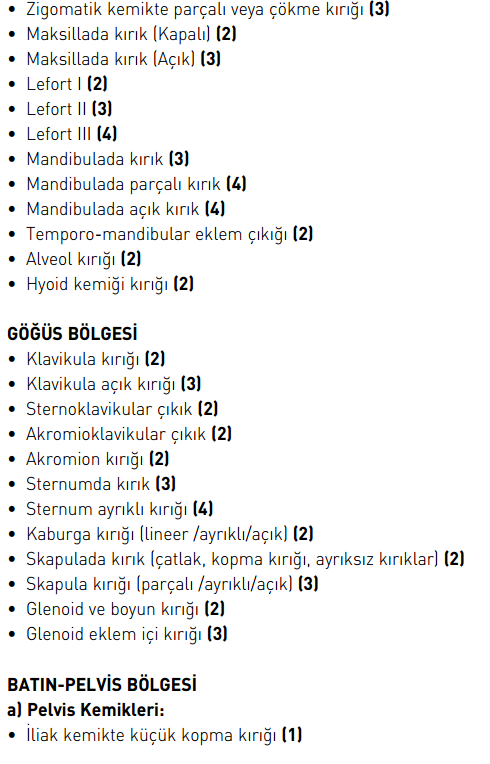 • Zigomatik kemikte parçalı veya çökme kırığı (3)
• Maksillada kırık (Kapalı) (2)
• Maksillada kırık (Açık) (3)
• Lefort I (2)
• Lefort II (3)
• Lefort III (4)
• Mandibulada kırık (3)
• Mandibulada parçalı kırık (4)
• Mandibulada açık kırık (4)
• Temporo-mandibular eklem çıkığı (2)
• Alveol kırığı (2)
• Hyoid kemiği kırığı (2)
GÖĞÜS BÖLGESİ
• Klavikula kırığı (2)
• Klavikula açık kırığı (3)
• Sternoklavikular çıkık (2)
• Akromioklavikular çıkık (2)
• Akromion kırığı (2)
• Sternumda kırık (3)
• Sternum ayrıklı kırığı (4)
• Kaburga kırığı (lineer /ayrıklı/açık) (2)
• Skapulada kırık (çatlak, kopma kırığı, ayrıksız kırıklar) (2)
• Skapula kırığı (parçalı /ayrıklı/açık) (3)
• Glenoid ve boyun kırığı (2)
• Glenoid eklem içi kırığı (3)
BATIN-PELVİS BÖLGESİ
a) Pelvis Kemikleri:
• İliak kemikte küçük kopma kırığı (1)